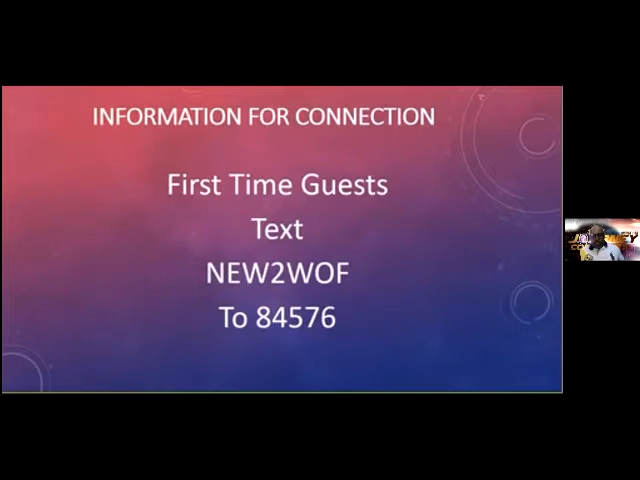 INFORMATION FOR CONNECTION
First Time Guests
Text
NEW2WOF
To 84576